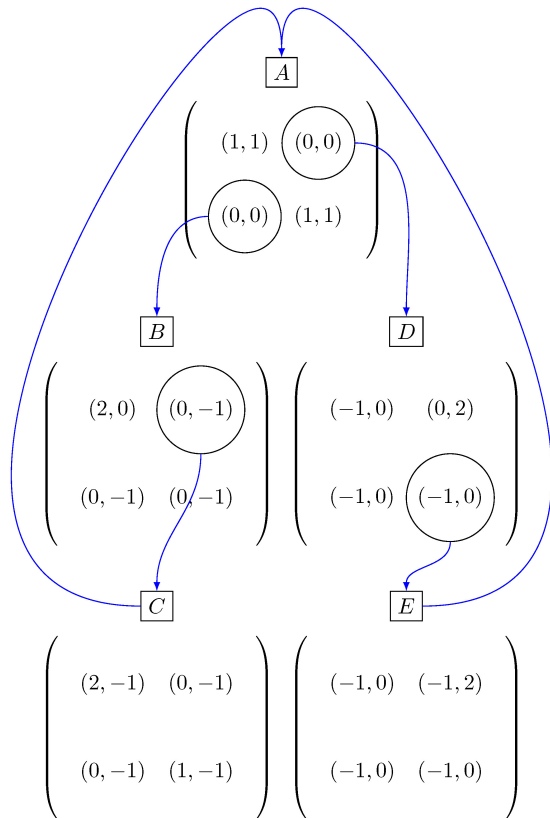 A
(1, 1) (0, 0)
(0, 0) (1, 1)
B D
(2, 0) (0, −1) (−1, 0) (0, 2)
(0, −1) (0, −1) (−1, 0) (−1, 0)
C E
(2, −1) (0, −1) (−1, 0) (−1, 2)
(0, −1) (1, −1) (−1, 0) (−1, 0)